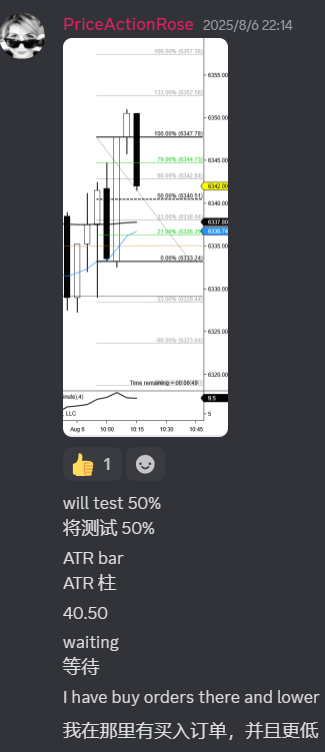 PriceActionRose 2025/8/6 22:14
166.00% (6357.38)
6355.00
133.00% (6352.58)
6350.00
100.00% (6347.78)
79.00% (6344.73)
6345.00
66.00% (6342.84)
6342.00
50.00% (6340.51)
6340.00
33.00% (6338.04)
6337.80
21.00% (6336.29)
6336.74
6335.00
0.00% (6333.24)
6330.00
-33.00% (6328.44)
6325.00
-66.00% (6323.64)
6320.00
Time remaining = 00:00:40
inute),4)
9.5
, LLC
5
Aug 6 10:00 10:15 10:30 10:45
1
will test 50%
将测试 50%
ATR bar
ATR 柱
40.50
waiting
等待
I have buy orders there and lower
我在那里有买入订单，并且更低